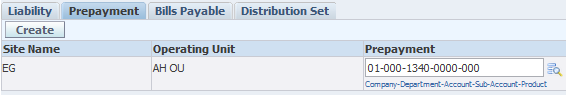 Liability Prepayment Bills Payable Distribution Set
Create
Site Name Operating Unit Prepayment
EG AH OU 01-000-1340-0000-000
Company-Department-Account-Sub-Account-Product